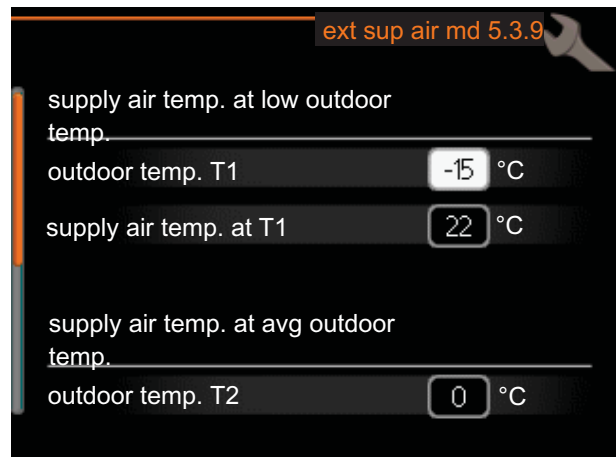 ext sup air md 5.3.9
supply air temp. at low outdoor
temp.
outdoor temp. T1 -15 °C
supply air temp. at T1 22 °C
supply air temp. at avg outdoor
temp.
outdoor temp. T2 0 °C